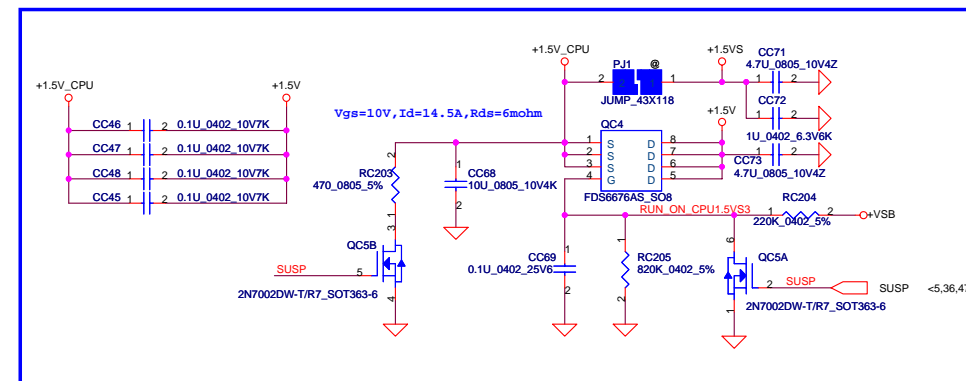 +1.5V_CPU
+1.5V
CC46 1 2 0.1U_0402_10V7K
CC47 1 2 0.1U_0402_10V7K
CC48 1 2 0.1U_0402_10V7K
CC45 1 2 0.1U_0402_10V7K
Vgs=10V,Id=14.5A,Rds=6mohm
+1.5V_CPU
PJ1 @
2 2 1 1
JUMP_43X118
+1.5VS
CC71
4.7U_0805_10V4Z
1 2
CC72
1 2
1U_0402_6.3V6K
+1.5V
CC73
1 2
4.7U_0805_10V4Z
QC4
1 S D 8
2 S D 7
3 S D 6
4 G D 5
FDS6676AS_SO8
2
RC203
470_0805_5%
1
1
CC68
10U_0805_10V4K
2
3
QC5B
SUSP 5
4
2N7002DW-T/R7_SOT363-6
RUN_ON_CPU1.5VS3
RC204
1 2 +VSB
220K_0402_5%
1
CC69
0.1U_0402_25V6
2
1
RC205
820K_0402_5%
2
6
QC5A
2 SUSP
1
2N7002DW-T/R7_SOT363-6
SUSP <5,36,47